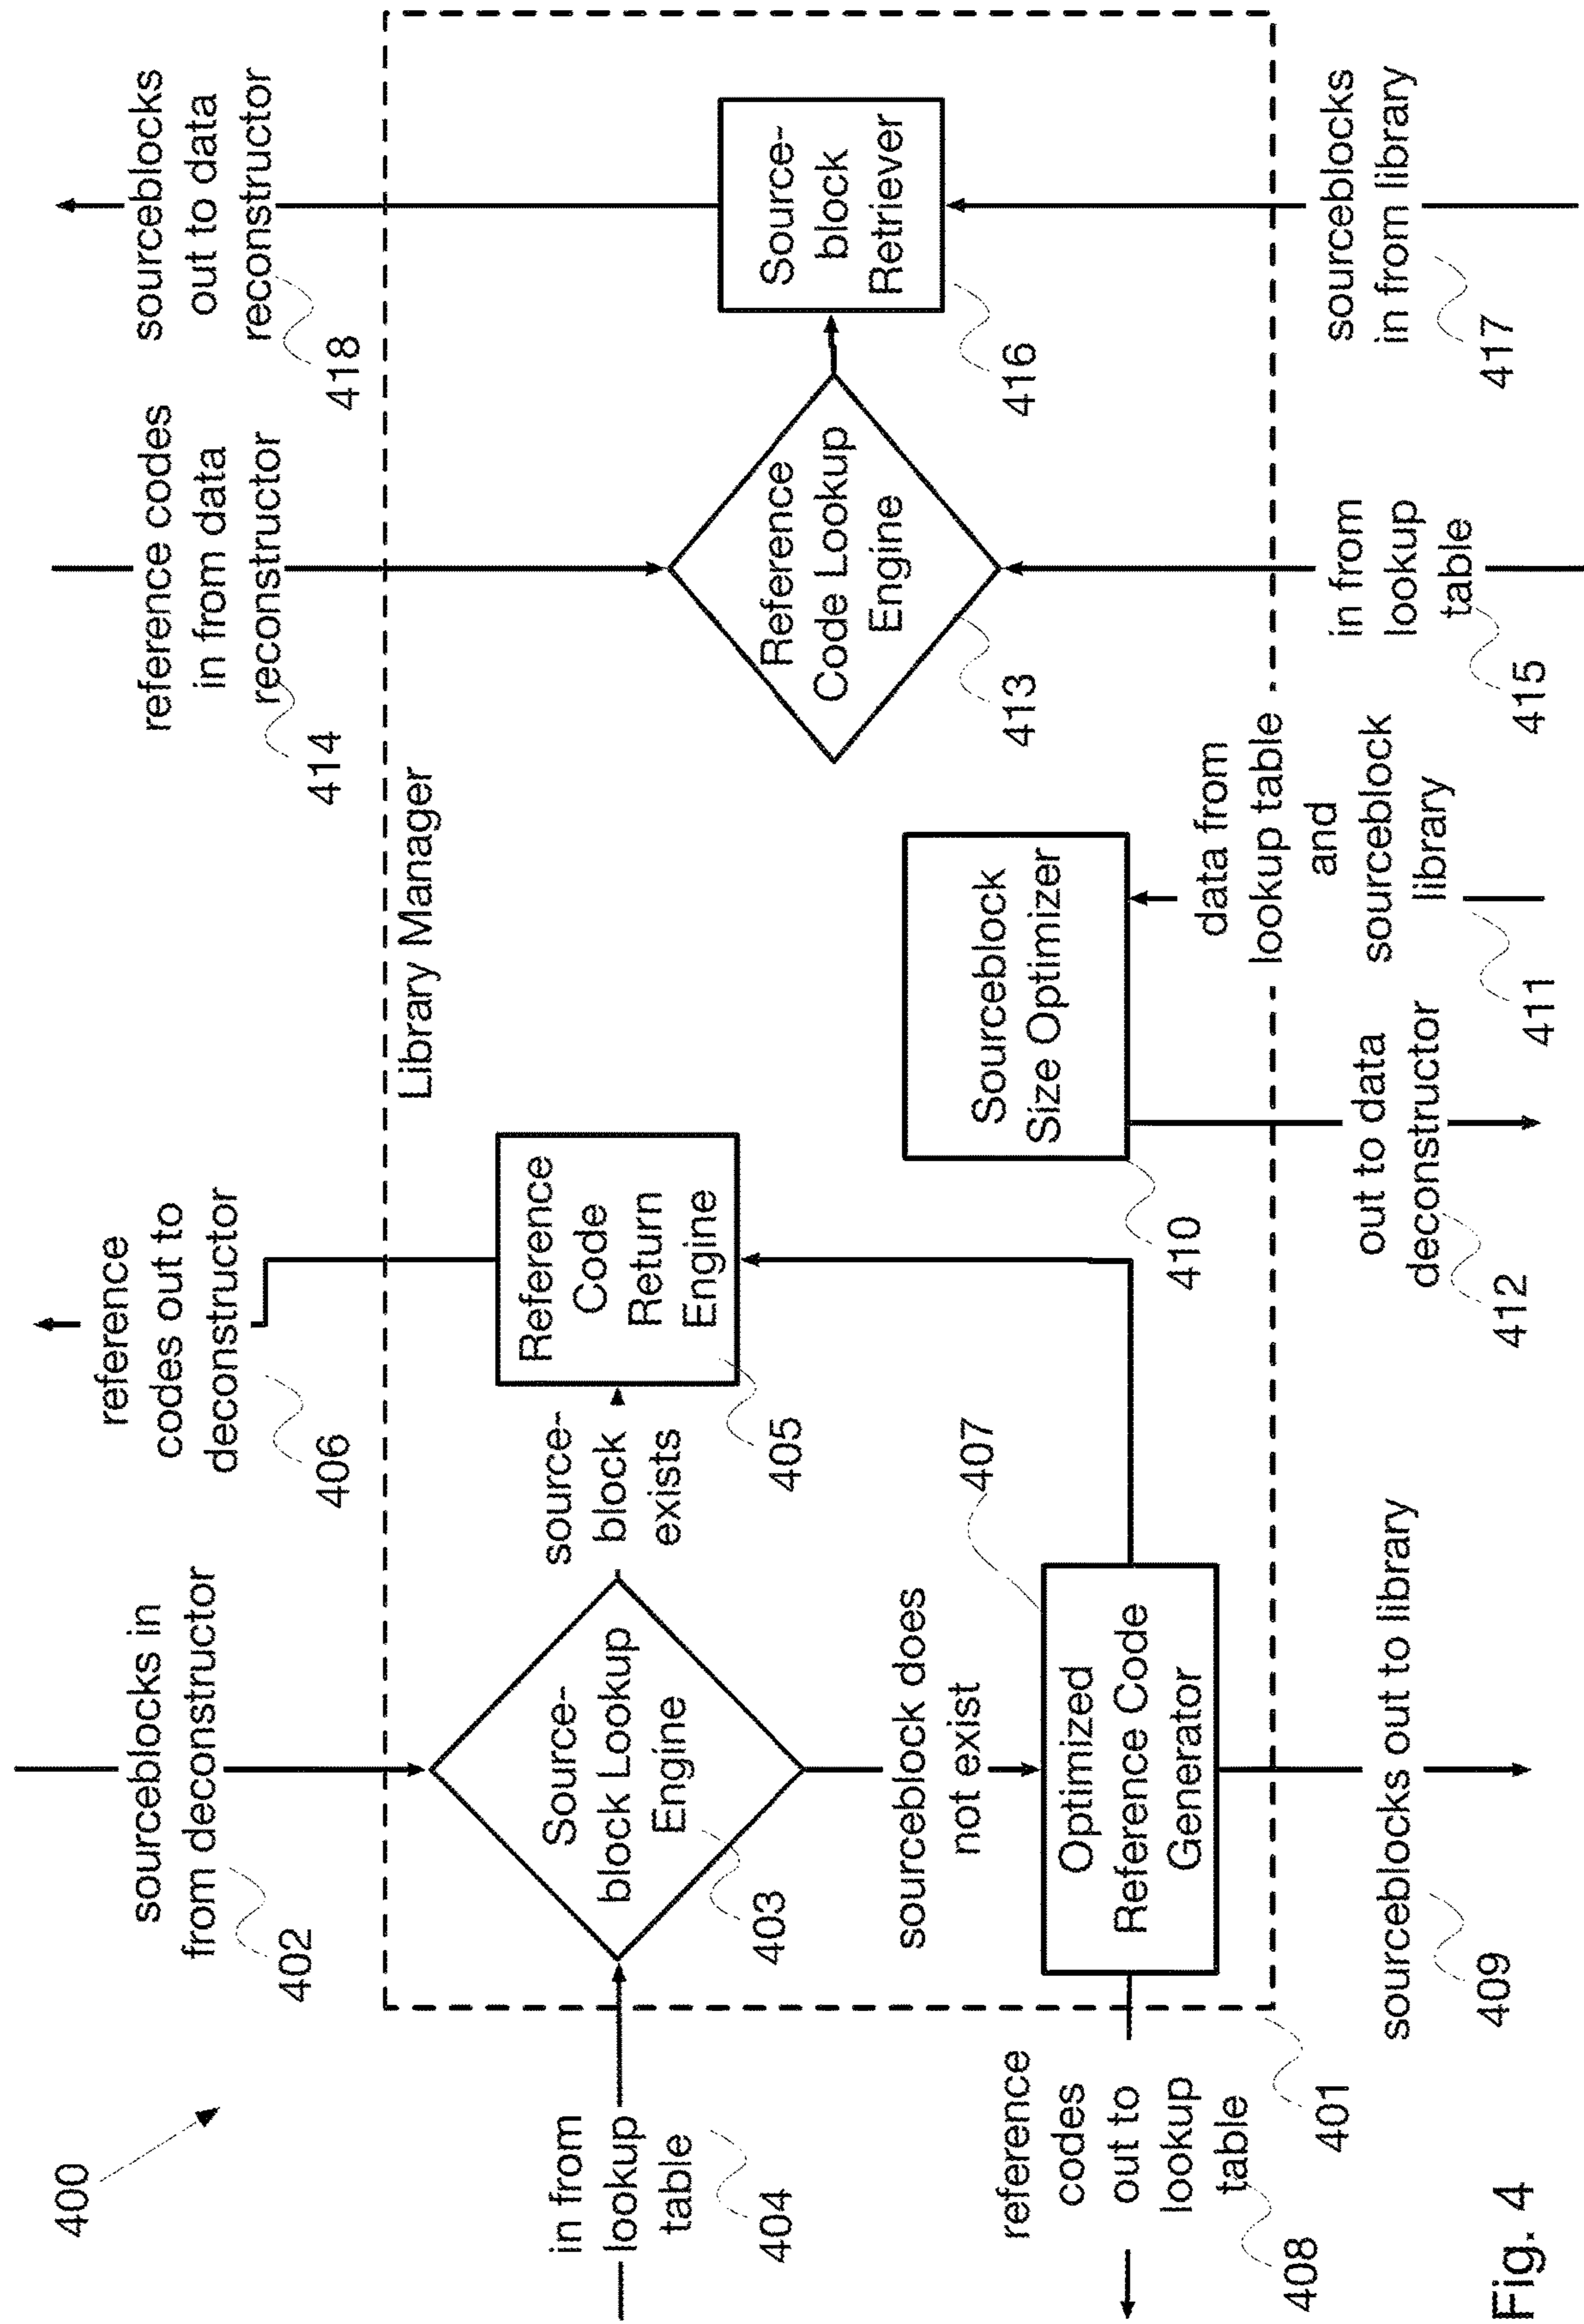 400
sourceblocks in
from deconstructor
402
reference
codes out to
deconstructor
406
reference codes
in from data
reconstructor
414
sourceblocks
out to data
reconstructor
418
Library Manager
in from
lookup
table
404
Source-
block Lookup
Engine
403
source-
block
exists
Reference
Code
Return
Engine
405
sourceblock does
not exist
407
Optimized
Reference Code
Generator
reference
codes
out to
lookup
table
408
401
sourceblocks out to library
409
Sourceblock
Size Optimizer
410
out to data
deconstructor
412
data from
lookup table
and
sourceblock
library
411
Reference
Code Lookup
Engine
413
in from
lookup
table
415
Source-
block
Retriever
416
sourceblocks
in from library
417
Fig. 4